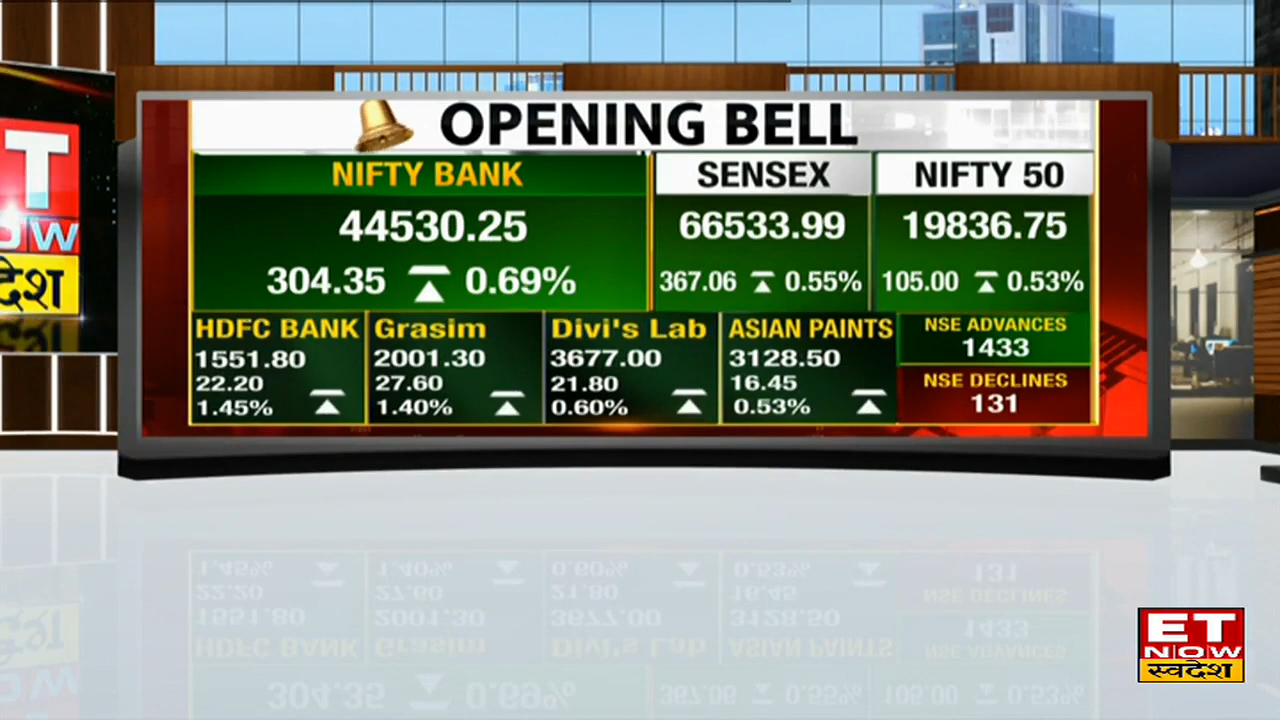 OPENING BELL
NIFTY BANK
44530.25
304.35 0.69%
SENSEX
66533.99
367.06 0.55%
NIFTY 50
19836.75
105.00 0.53%
HDFC BANK
1551.80
22.20
1.45%
Grasim
2001.30
27.60
1.40%
Divi's Lab
3677.00
21.80
0.60%
ASIAN PAINTS
3128.50
16.45
0.53%
NSE ADVANCES
1433
NSE DECLINES
131
ET
NOW
स्वदेश